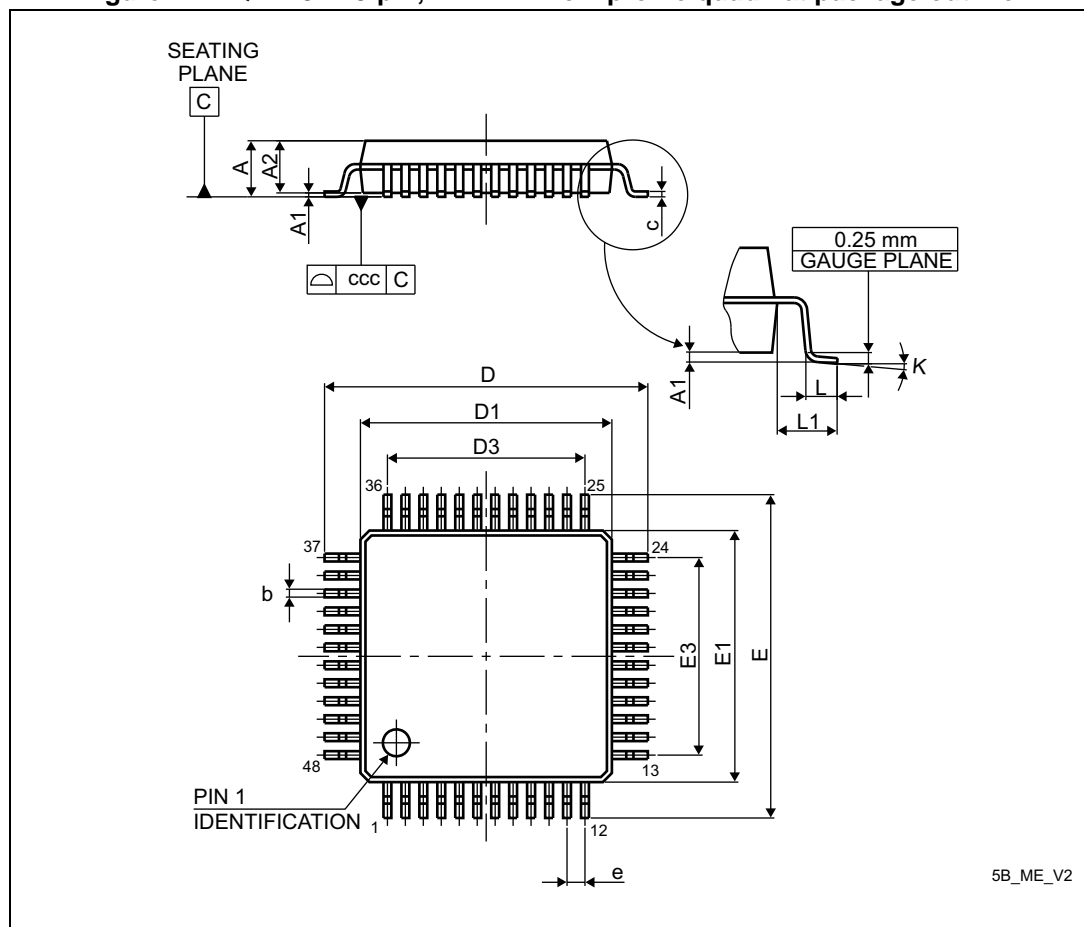 SEATING
PLANE
C
A
A2
A1
c
ccc C
0.25 mm
GAUGE PLANE
A1
K
L
L1
D
D1
D3
36
25
37
24
b
E3
E1
E
48
13
PIN 1
IDENTIFICATION
1
12
e
5B_ME_V2